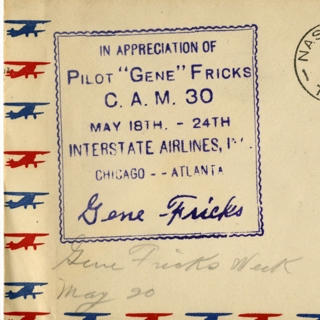 IN APPRECIATION OF
PILOT "GENE" FRICKS
C. A. M. 30
MAY 18TH. - 24TH
INTERSTATE AIRLINES,
CHICAGO -- ATLANTA
Gene Fricks
Gene Fricks Week
May 20
NAS